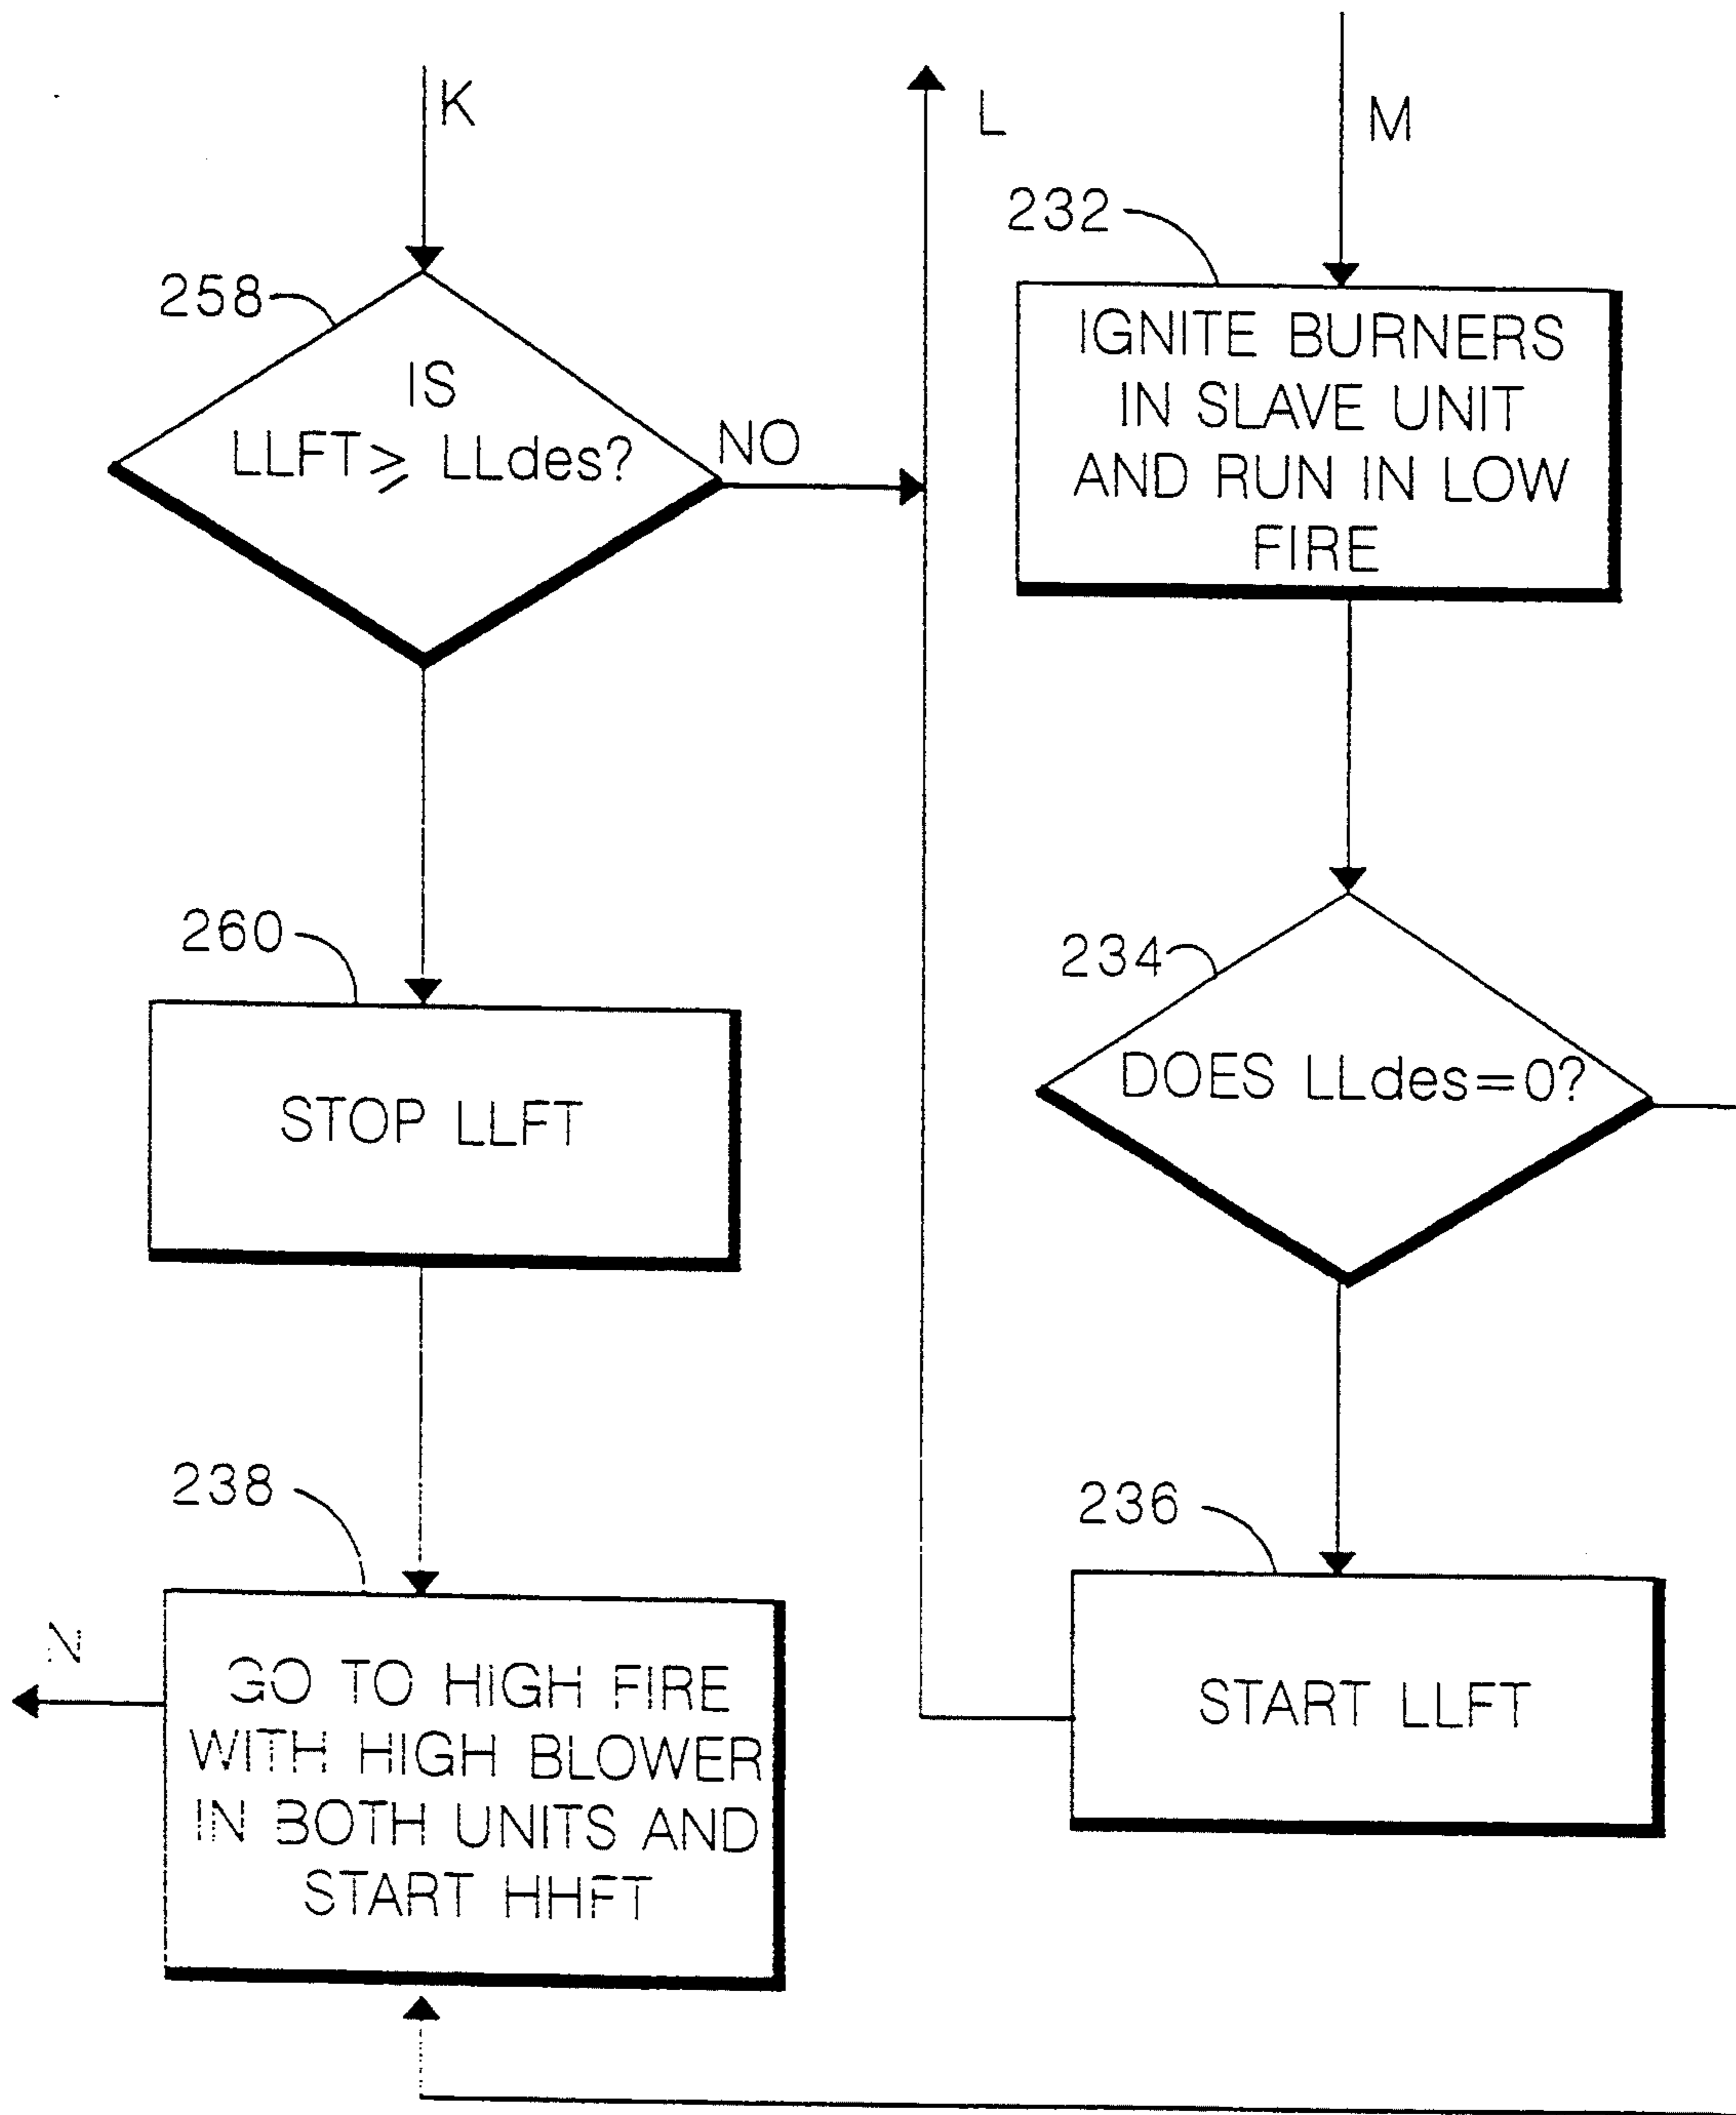 K
258
IS
LLFT⩾ LLdes?
NO
260
STOP LLFT
238
N
GO TO HIGH FIRE
WITH HIGH BLOWER
IN BOTH UNITS AND
START HHFT
L
M
232
IGNITE BURNERS
IN SLAVE UNIT
AND RUN IN LOW
FIRE
234
DOES LLdes=0?
236
START LLFT